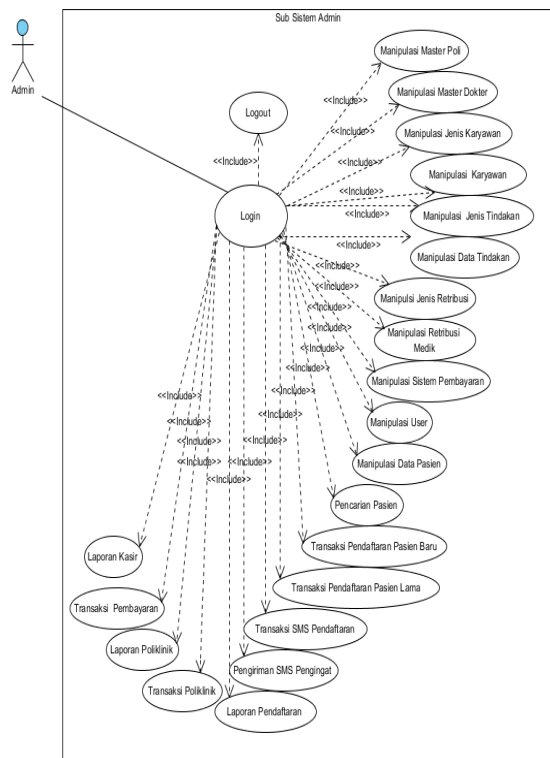 Sub Sistem Admin
Admin
Manipulasi Master Poli
Manipulasi Master Dokter
<<Include>>
Logout
<<Include>>
Manipulasi Jenis Karyawan
<<Include>>
<<Include>>
Manipulasi Karyawan
<<Include>>
Login
<<Include>>
Manipulasi Jenis Tindakan
<<Include>>
Manipulasi Data Tindakan
<<Include>>
Manipulsi Jenis Retribusi
<<Include>>
<<Include>>
Manipulasi Retribusi
Medik
<<Include>>
<<Include>>
Manipulasi Sistem Pembayaran
<<Include>>
<<Include>>
<<Include>>
Manipulasi User
<<Include>>
<<Include>>
<<Include>>
<<Include>>
<<Include>>
Manipulasi Data Pasien
<<Include>>
Pencarian Pasien
Transaksi Pendaftaran Pasien Baru
Laporan Kasir
Transaksi Pendaftaran Pasien Lama
Transaksi Pembayaran
Transaksi SMS Pendaftaran
Laporan Poliklinik
Pengiriman SMS Pengingat
Transaksi Poliklinik
Laporan Pendaftaran